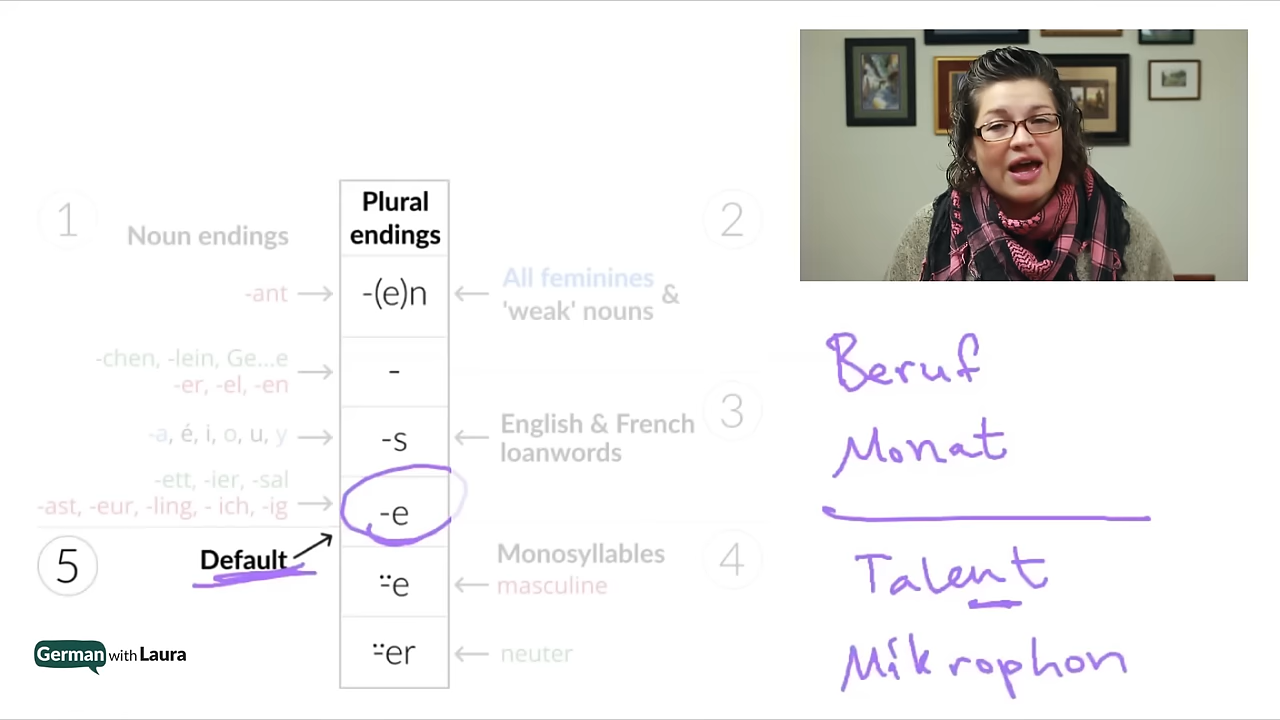 Plural
endings
1
Noun endings
2
-ant → -(e)n ← All feminines &
'weak' nouns
-chen, -lein, Ge...e
-er, -el, -en → -
-a, é, i, o, u, y → -s ← English & French
loanwords
3
-ett, -ier, -sal
-ast, -eur, -ling, - ich, -ig → -e
5 Default
Monosyllables 4
¨e ← masculine
¨er ← neuter
German with Laura
Beruf
Monat
Talent
Mikrophon